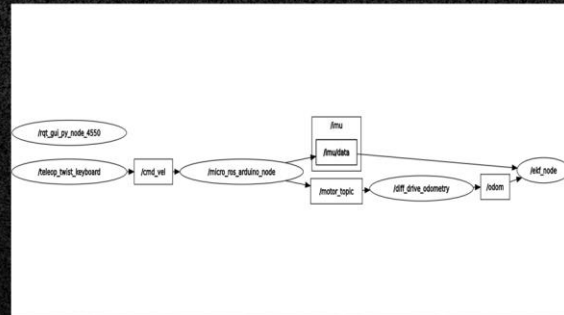 /rqt_gui_py_node_4550
/teleop_twist_keyboard
/cmd_vel
/micro_ros_arduino_node
/imu
/imu/data
/motor_topic
/diff_drive_odometry
/odom
/ekf_node